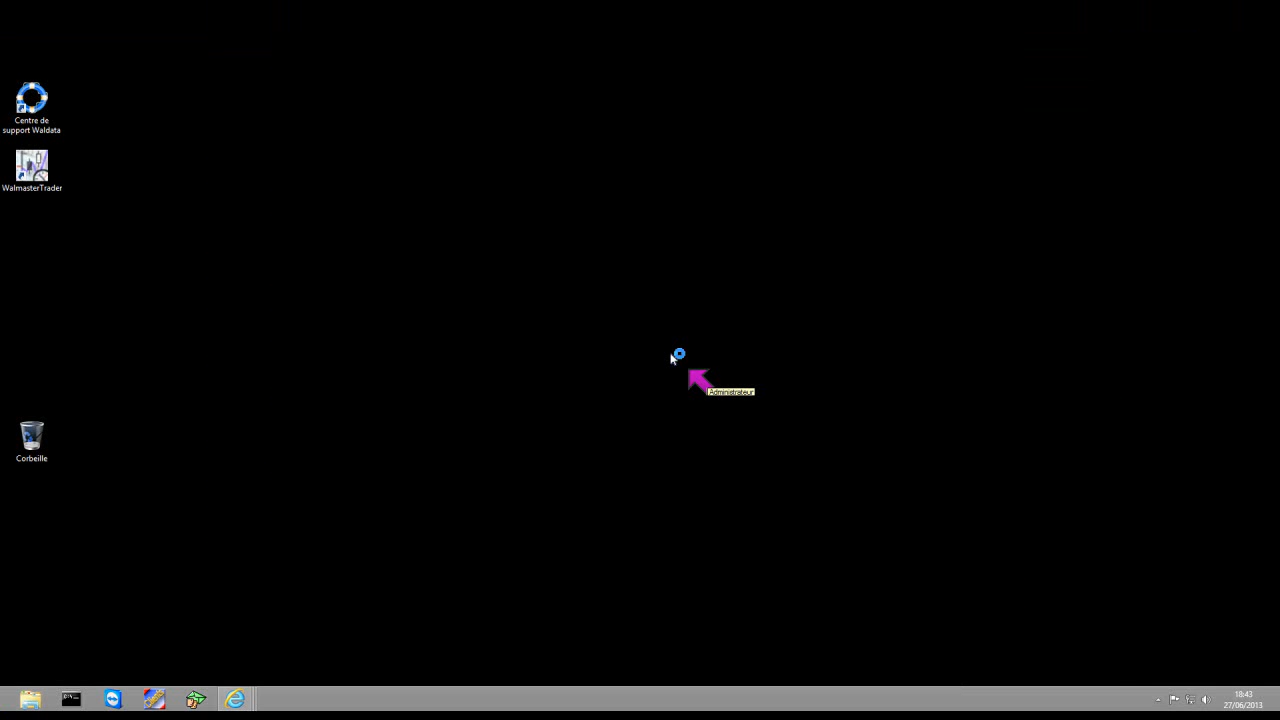 Centre de
support Waldata
WalmasterTrader
Administrateur
Corbeille
18:43
27/06/2013